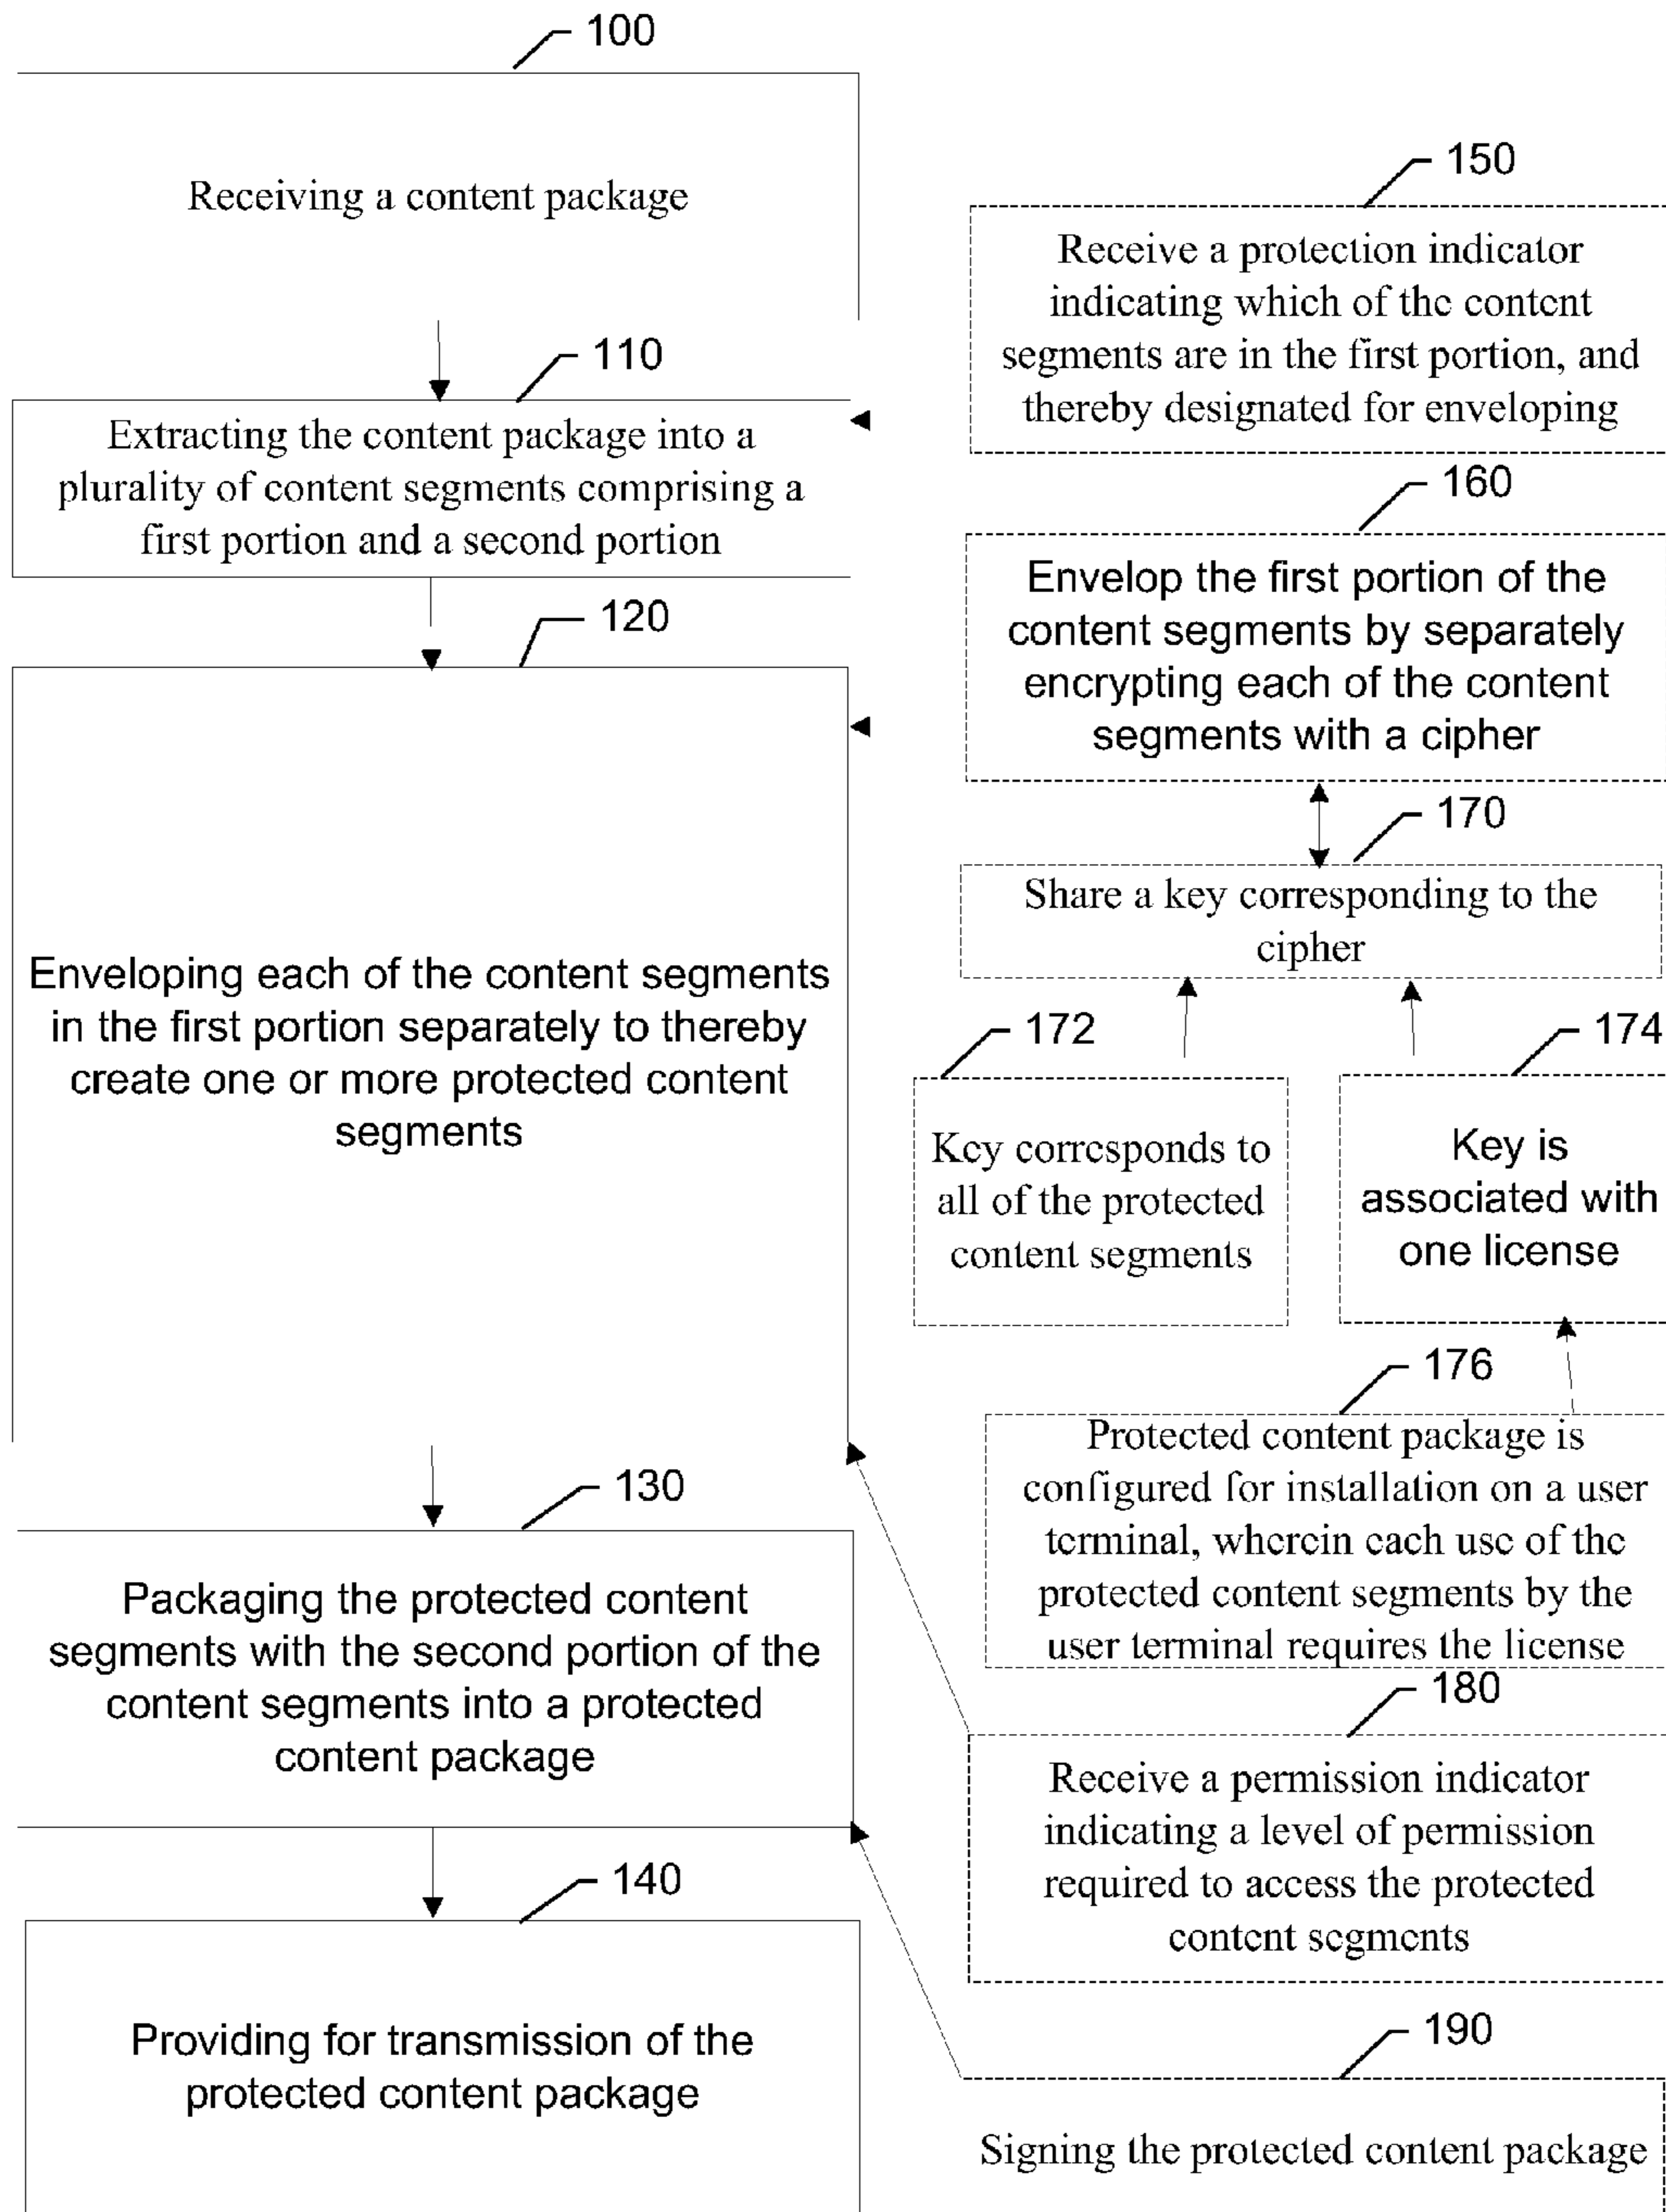 100
Receiving a content package
110
Extracting the content package into a
plurality of content segments comprising a
first portion and a second portion
120
Enveloping each of the content segments
in the first portion separately to thereby
create one or more protected content
segments
130
Packaging the protected content
segments with the second portion of the
content segments into a protected
content package
140
Providing for transmission of the
protected content package
150
Receive a protection indicator
indicating which of the content
segments are in the first portion, and
thereby designated for enveloping
160
Envelop the first portion of the
content segments by separately
encrypting each of the content
segments with a cipher
170
Share a key corresponding to the
cipher
172
Key corresponds to
all of the protected
content segments
174
Key is
associated with
one license
176
Protected content package is
configured for installation on a user
terminal, wherein each use of the
protected content segments by the
user terminal requires the license
180
Receive a permission indicator
indicating a level of permission
required to access the protected
content segments
190
Signing the protected content package